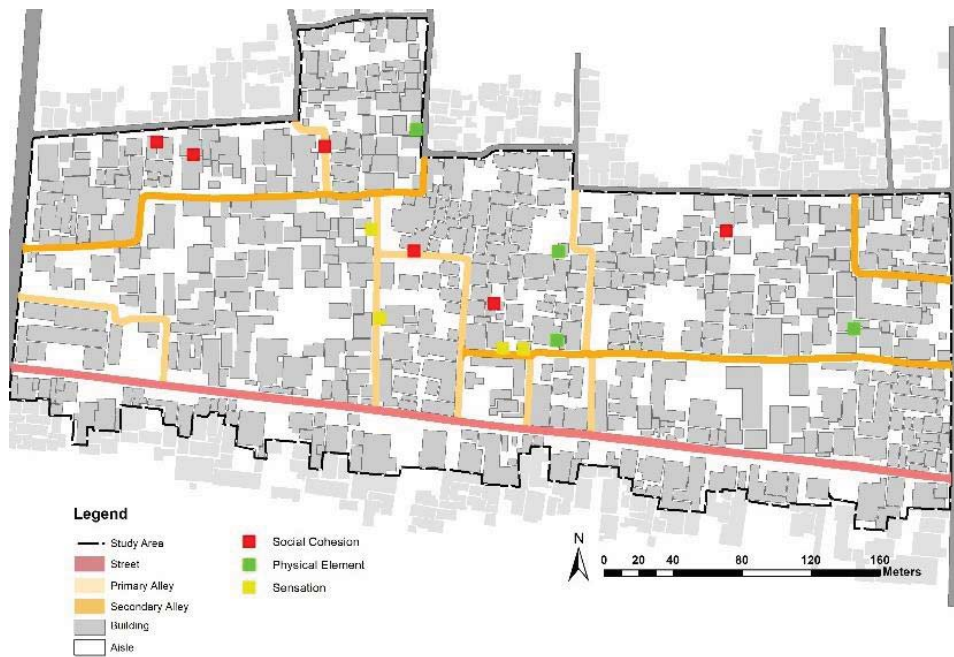 Legend
Study Area
Street
Primary Alley
Secondary Alley
Building
Aisle
Social Cohesion
Physical Element
Sensation
N
0 10 20 40 80 120 160
Meters